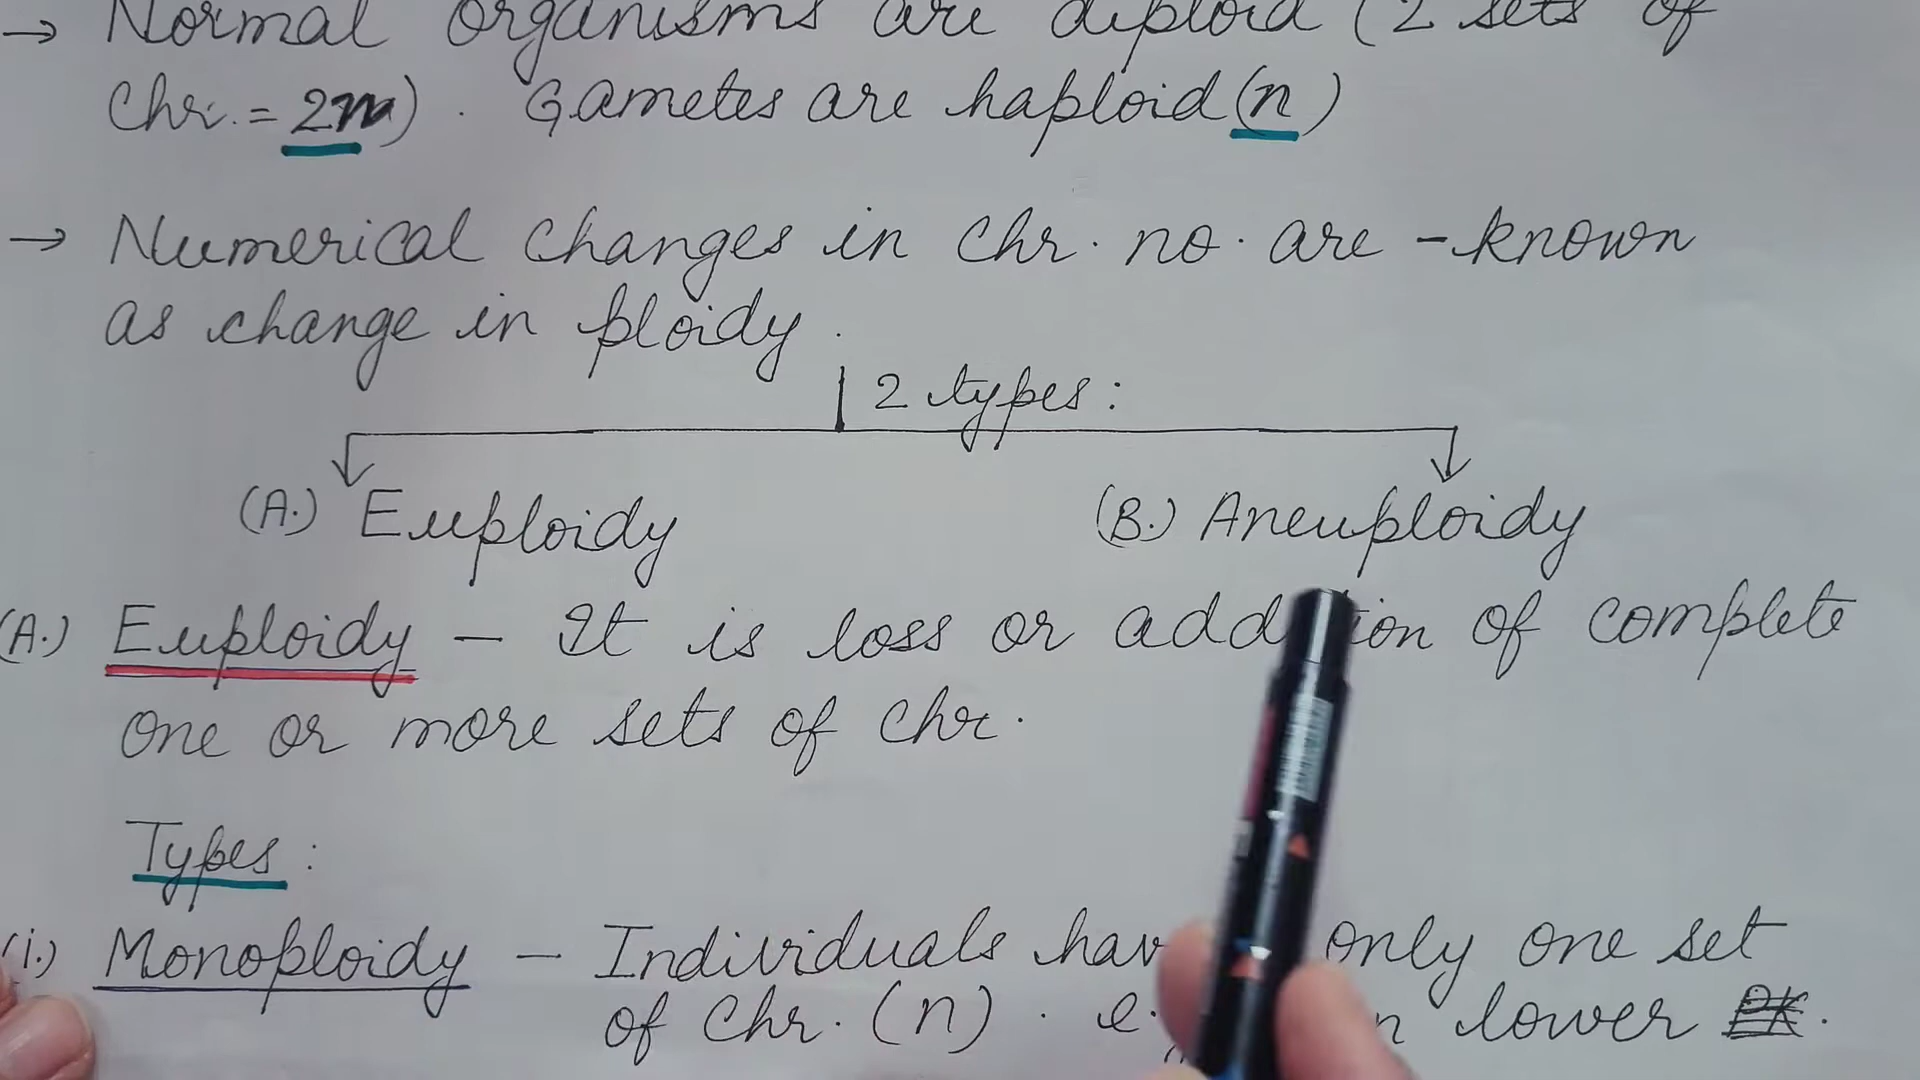 → Normal organisms are diploid (2 sets of
Chr. = 2n). Gametes are haploid (n)
→ Numerical changes in Chr. no. are known
as change in ploidy.
2 types:
(A.) Euploidy (B.) Aneuploidy
(A.) Euploidy – It is loss or addition of complete
one or more sets of Chr.
Types:
(i.) Monoploidy – Individuals have only one set
of Chr. (n). lower